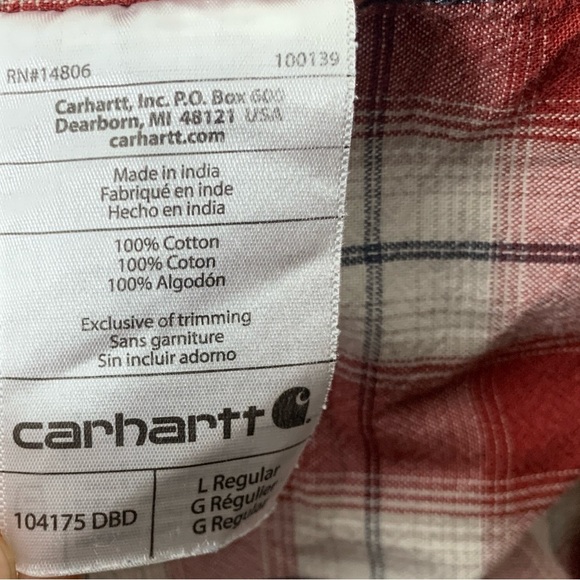 RN#14806
100139
Carhartt, Inc. P.O. Box 600
Dearborn, MI 48121 USA
carhartt.com
Made in india
Fabriqué en inde
Hecho en india
100% Cotton
100% Coton
100% Algodón
Exclusive of trimming
Sans garniture
Sin incluir adorno
carhartt
104175 DBD
L Regular
G Régulier
G Regular